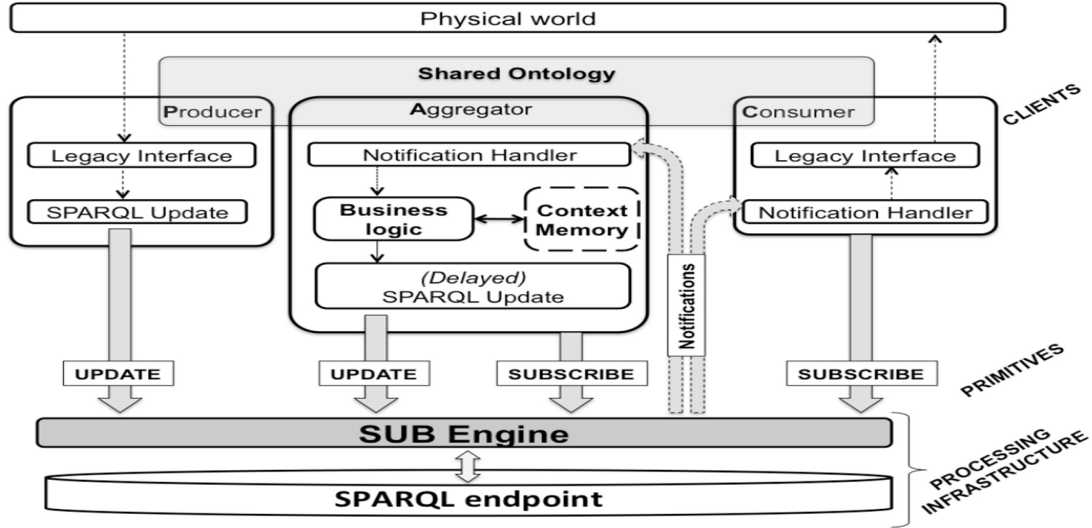 Physical world
Shared Ontology
Producer
Aggregator
Consumer
CLIENTS
Legacy Interface
Notification Handler
Legacy Interface
SPARQL Update
Business
logic
Context
Memory
Notification Handler
(Delayed)
SPARQL Update
Notifications
UPDATE
UPDATE
SUBSCRIBE
SUBSCRIBE
PRIMITIVES
SUB Engine
SPARQL endpoint
PROCESSING
INFRASTRUCTURE